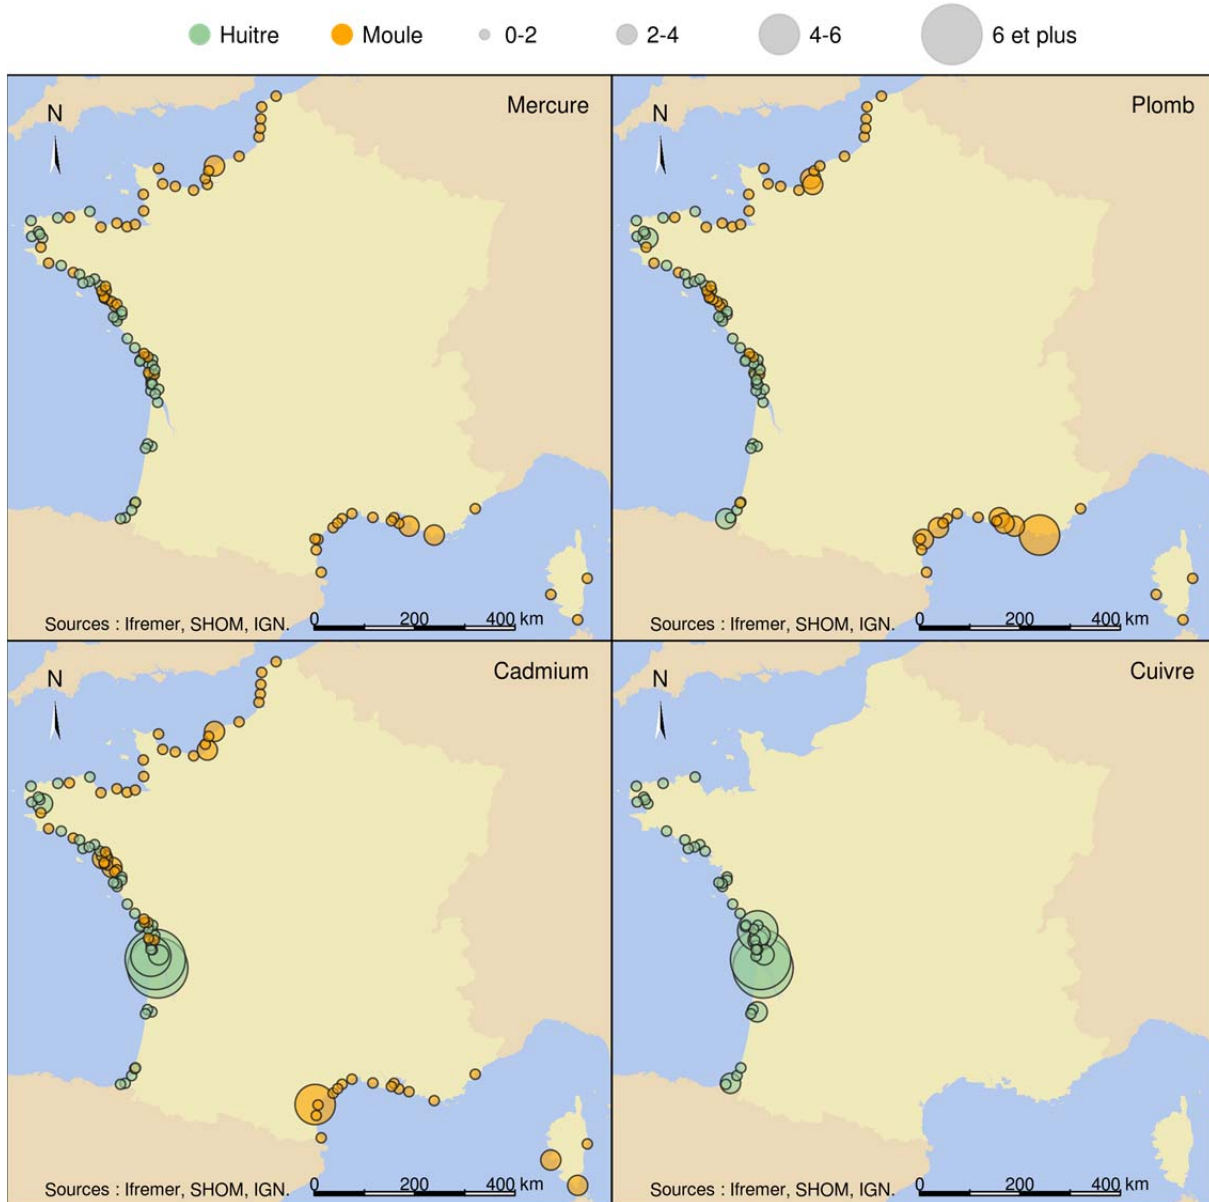 Huitre Moule 0-2 2-4 4-6 6 et plus
Mercure
N
Sources : Ifremer, SHOM, IGN.
0 200 400 km
Plomb
N
Sources : Ifremer, SHOM, IGN.
0 200 400 km
Cadmium
N
Sources : Ifremer, SHOM, IGN.
0 200 400 km
Cuivre
N
Sources : Ifremer, SHOM, IGN.
0 200 400 km